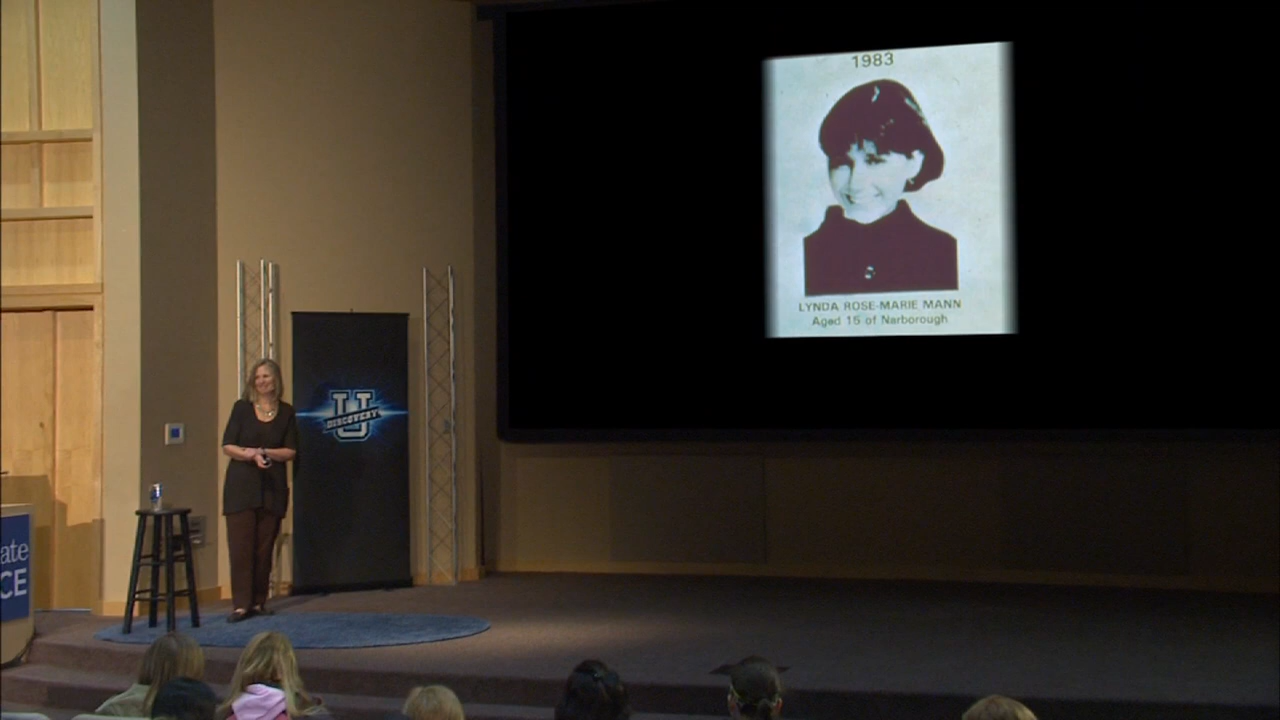 1983
LYNDA ROSE-MARIE MANN
Aged 15 of Narborough
U
DISCOVERY
ate
CE